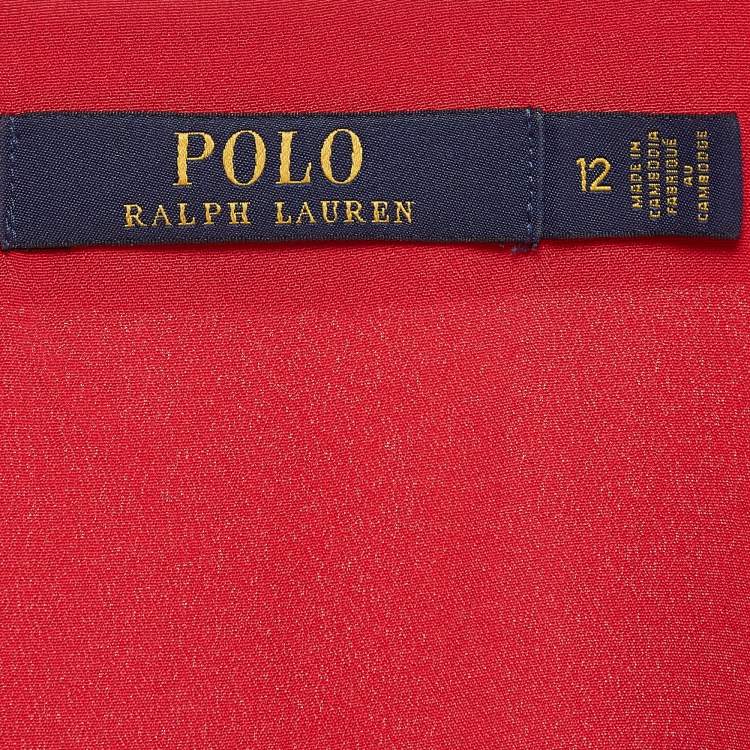 POLO
RALPH LAUREN
12
MADE IN
CAMBODIA
FABRIQUÉ
AU
CAMBODGE